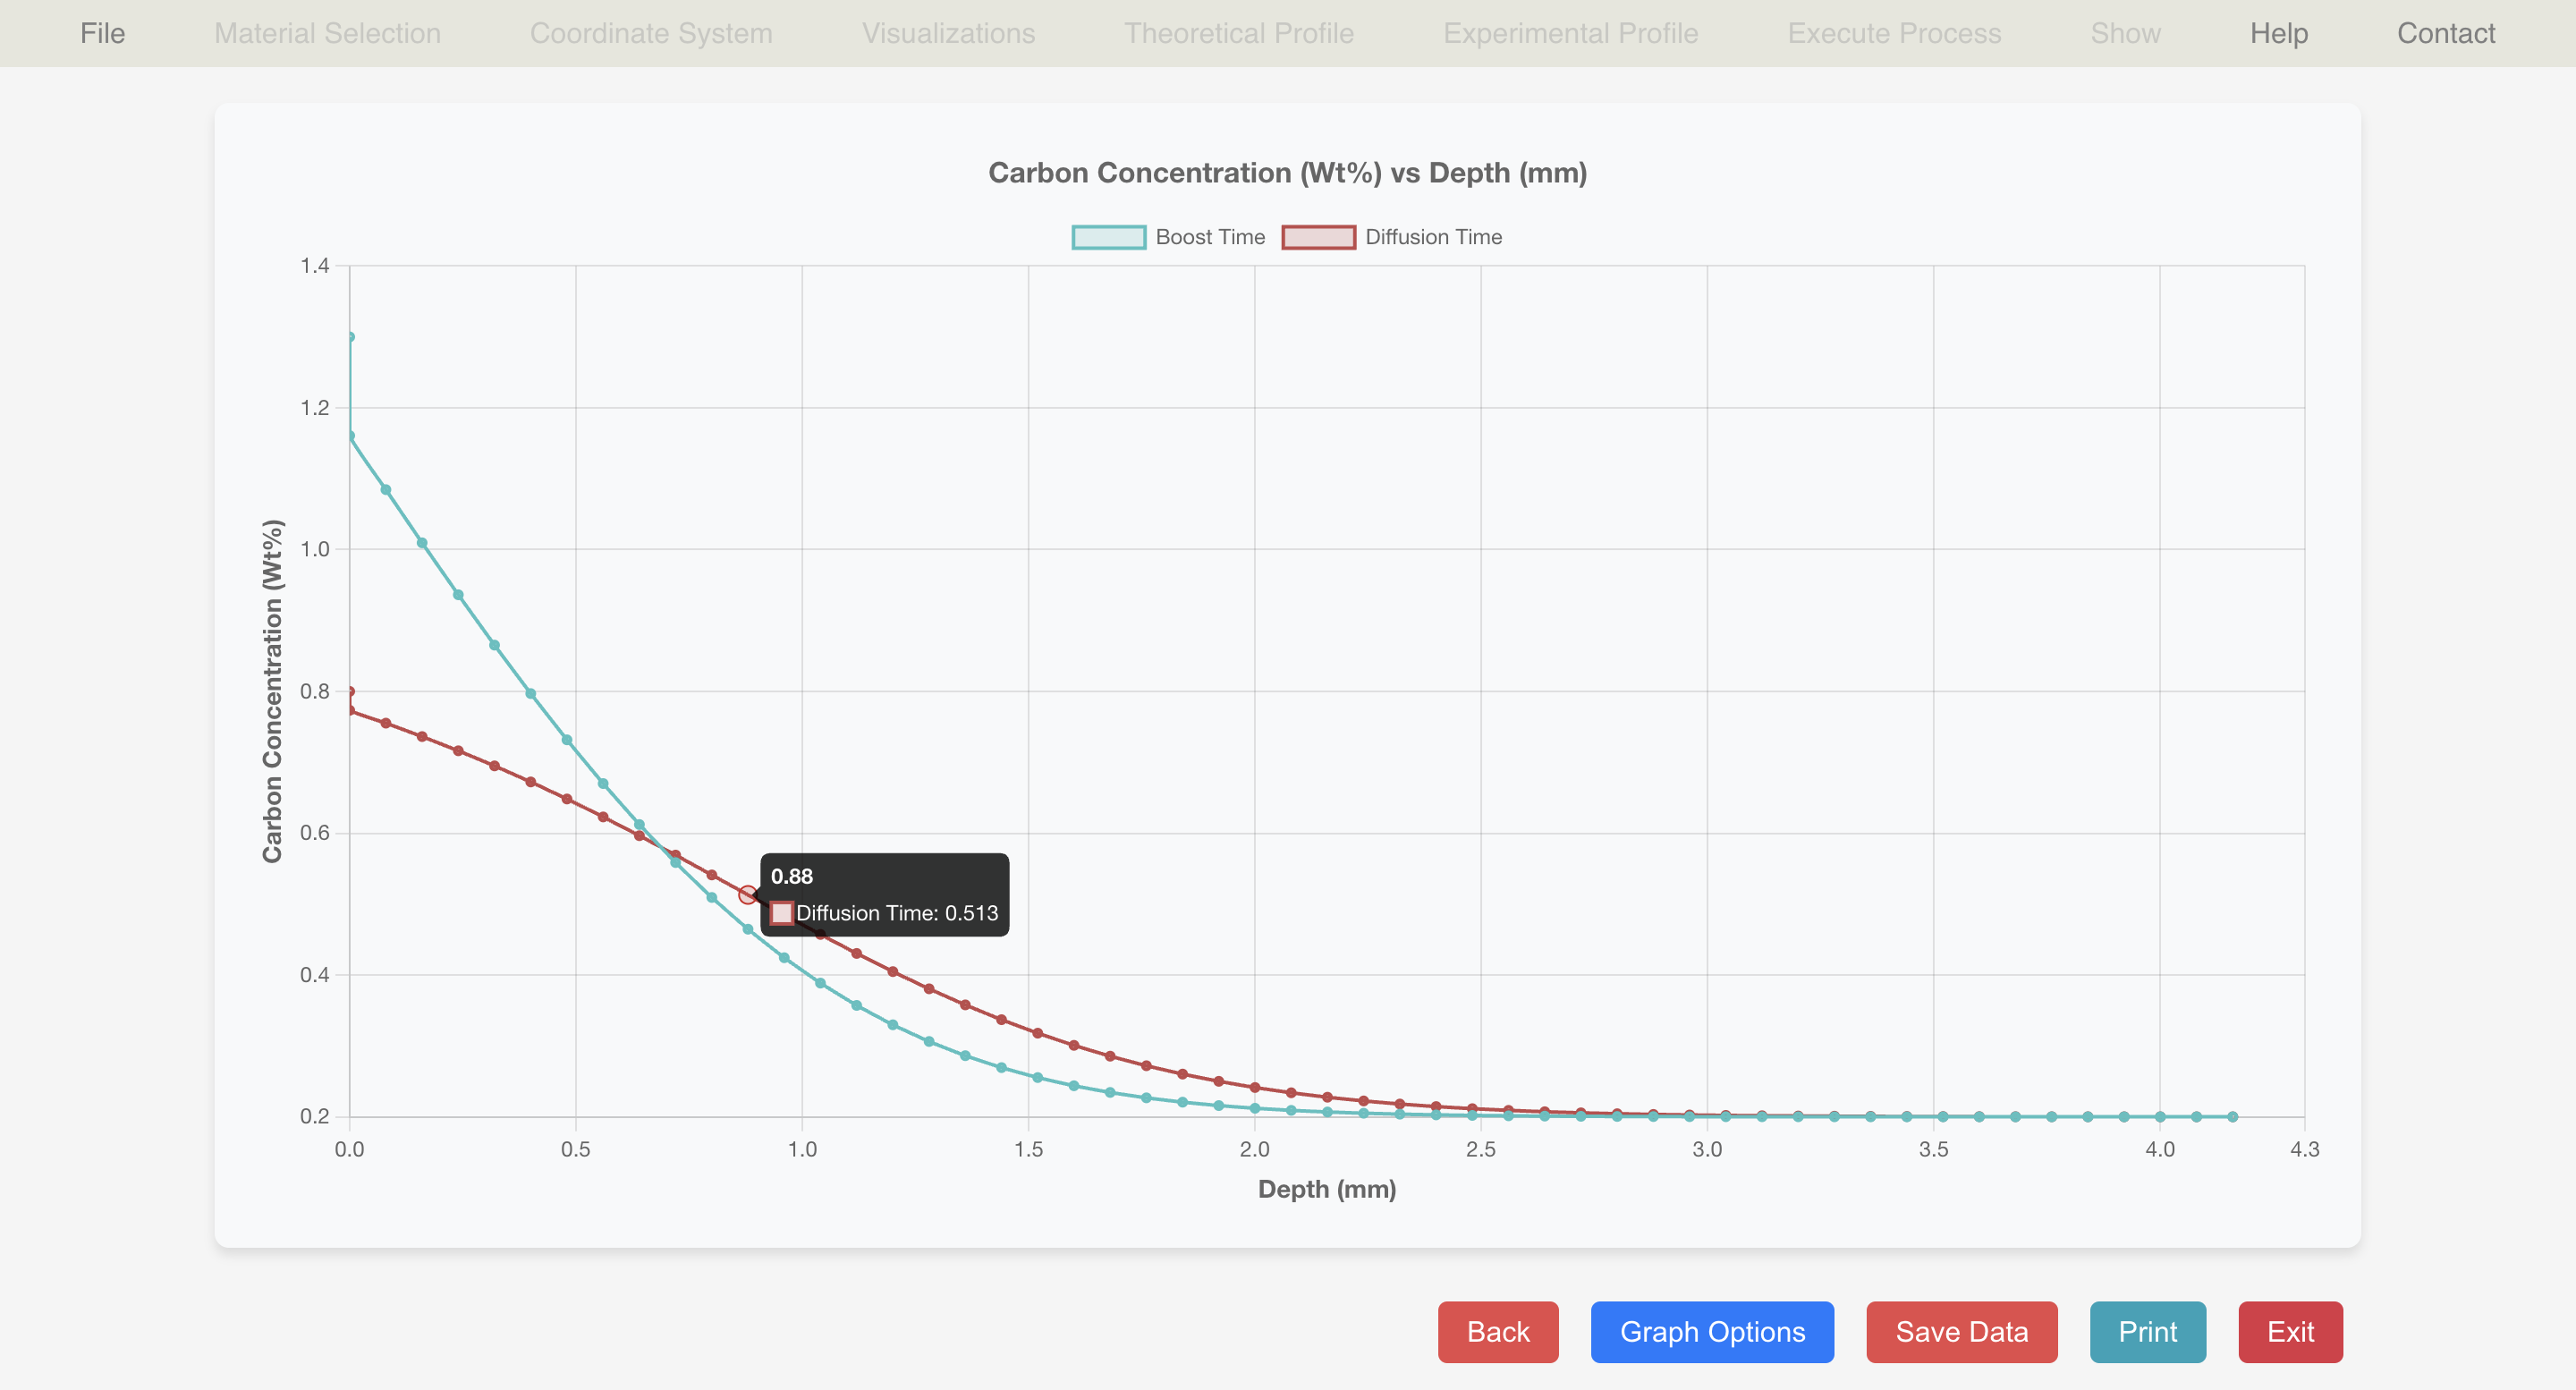 File Material Selection Coordinate System Visualizations Theoretical Profile Experimental Profile Execute Process Show Help Contact
Carbon Concentration (Wt%) vs Depth (mm)
Boost Time Diffusion Time
Carbon Concentration (Wt%)
1.4
1.2
1.0
0.8
0.6
0.4
0.2
0.88
Diffusion Time: 0.513
0.0 0.5 1.0 1.5 2.0 2.5 3.0 3.5 4.0 4.3
Depth (mm)
Back Graph Options Save Data Print Exit